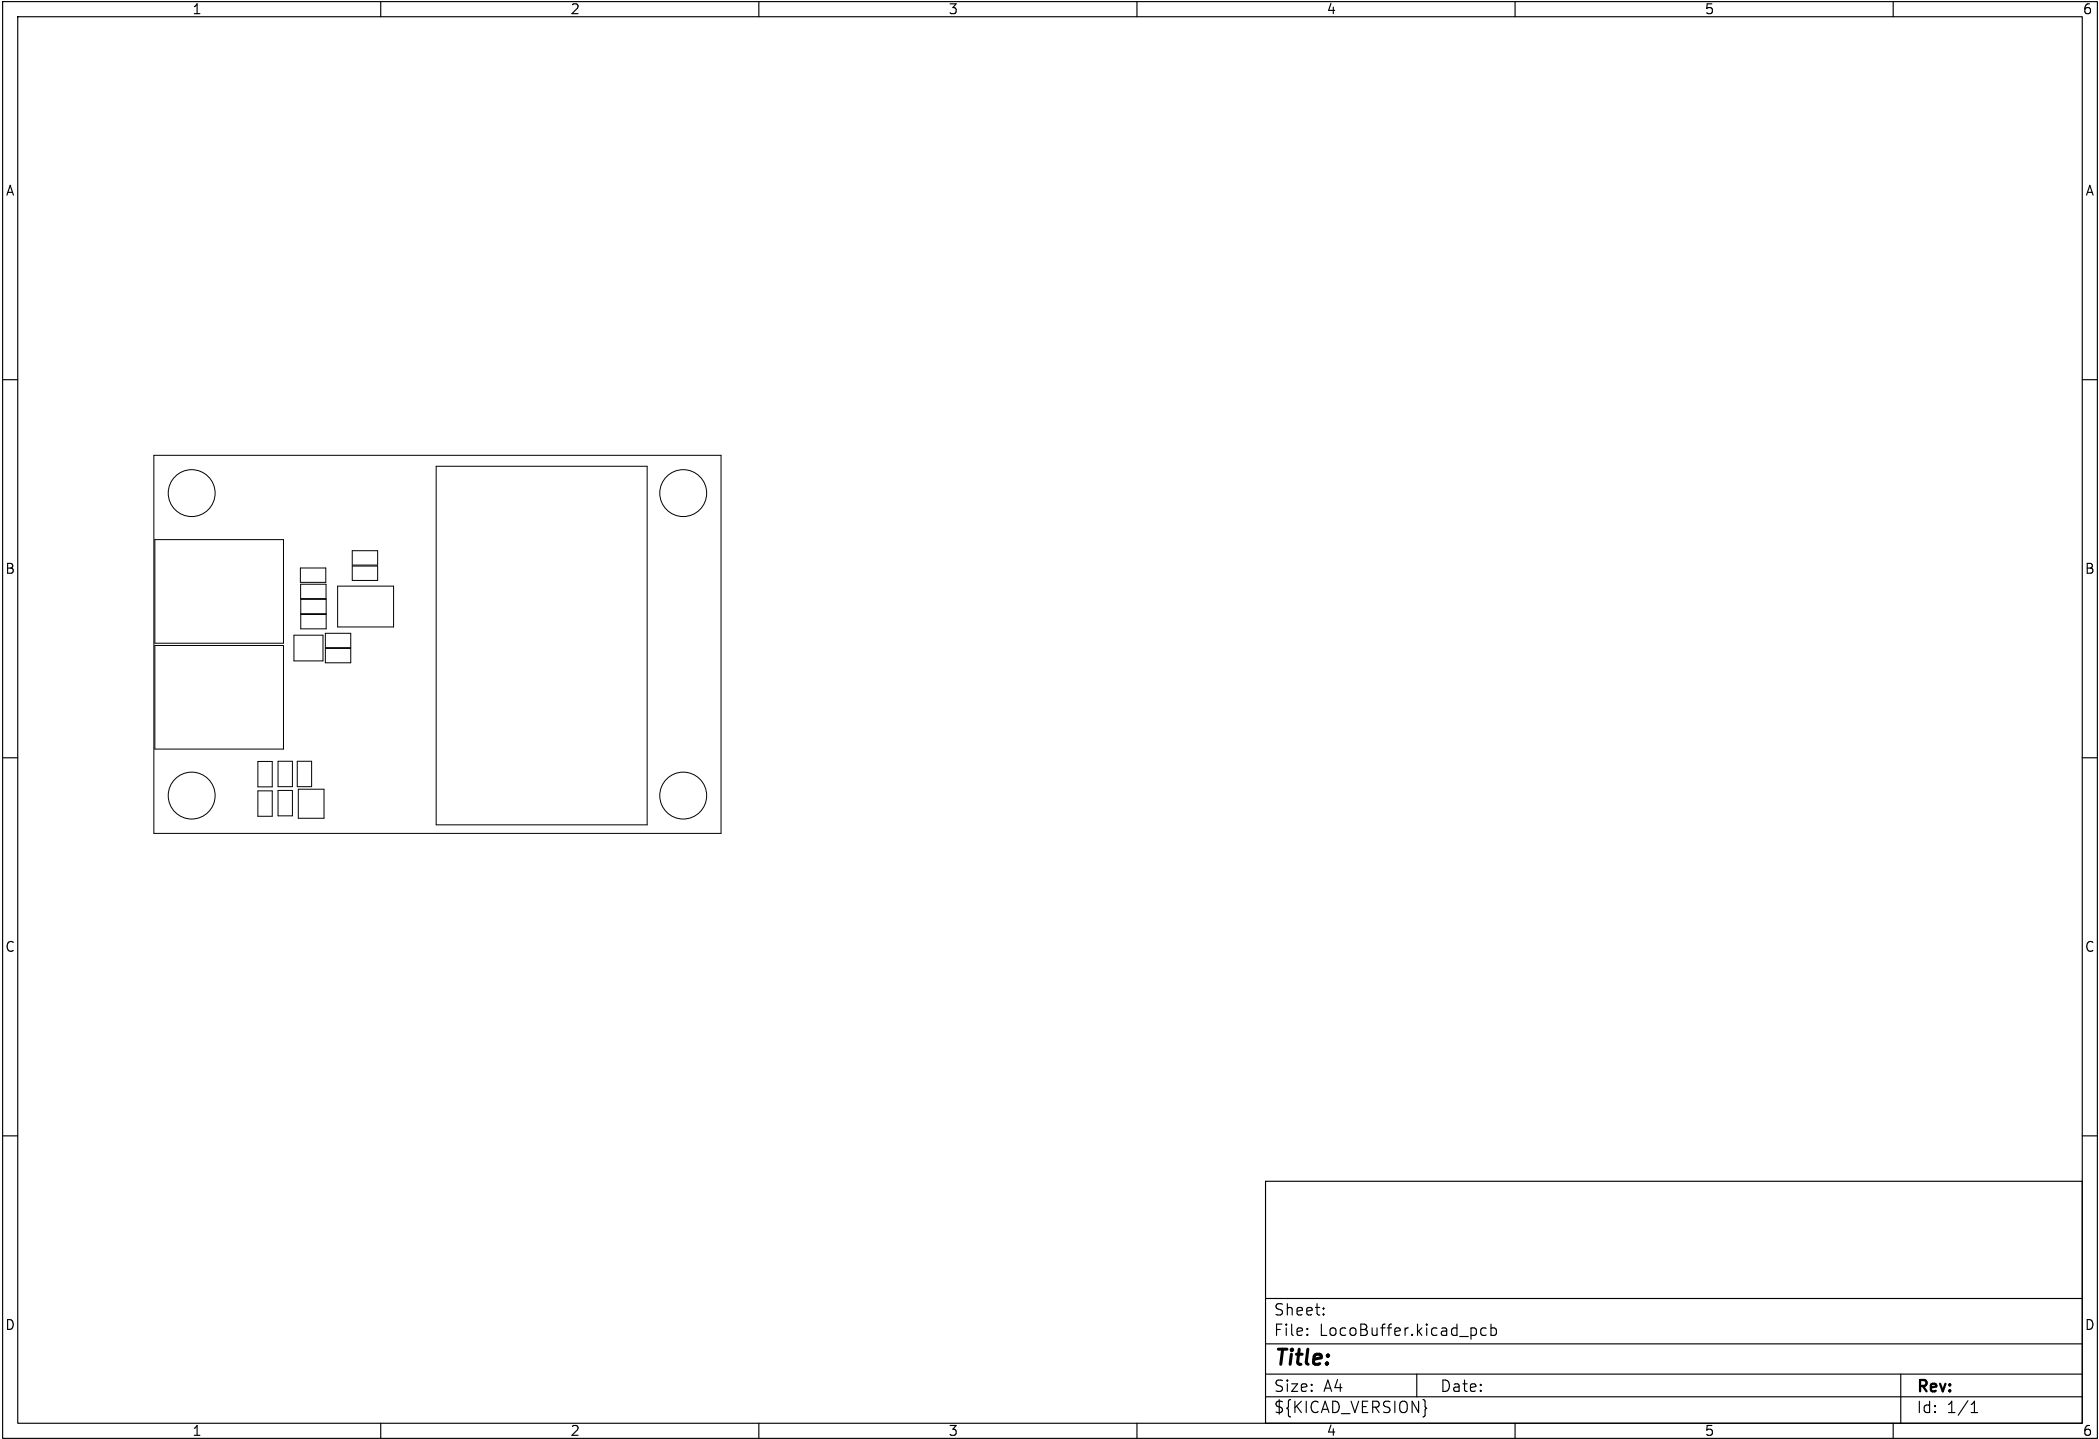 1 2 3 4 5 6
A A
B B
C C
D D
Sheet:
File: LocoBuffer.kicad_pcb
Title:
Size: A4 Date: Rev:
${KICAD_VERSION} Id: 1/1
1 2 3 4 5 6